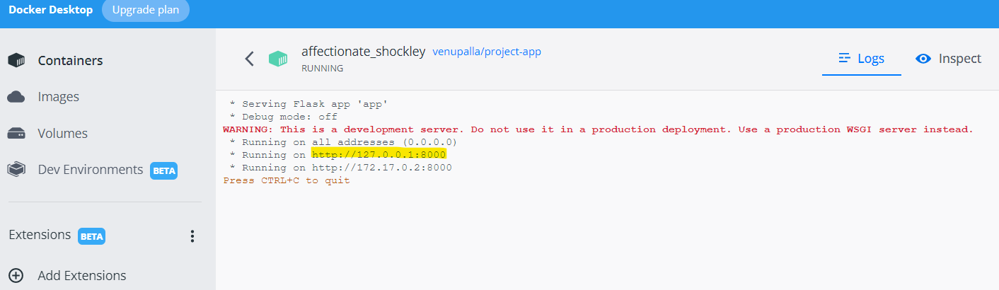 Docker Desktop Upgrade plan
Containers
Images
Volumes
Dev Environments BETA
Extensions BETA
Add Extensions
affectionate_shockley venupalla/project-app
RUNNING
Logs
Inspect
* Serving Flask app 'app'
* Debug mode: off
WARNING: This is a development server. Do not use it in a production deployment. Use a production WSGI server instead.
* Running on all addresses (0.0.0.0)
* Running on http://127.0.0.1:8000
* Running on http://172.17.0.2:8000
Press CTRL+C to quit